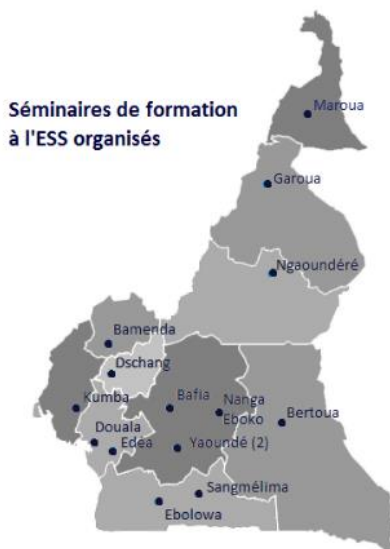 Séminaires de formation
à l'ESS organisés
Maroua
Garoua
Ngaoundéré
Bamenda
Dschang
Kumba
Bafia
Nanga
Eboko
Bertoua
Douala
Edéa
Yaoundé (2)
Sangmélima
Ebolowa